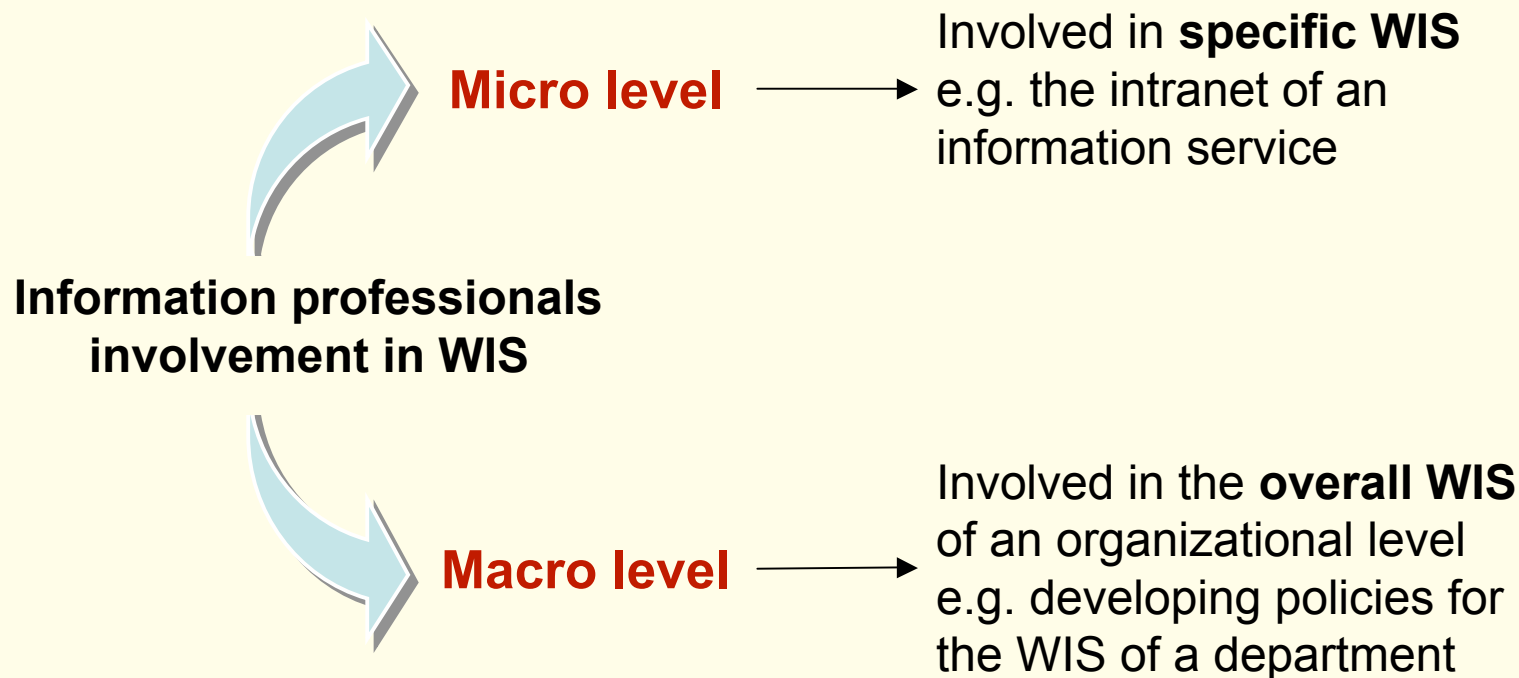 Information professionals
involvement in WIS
Micro level
Involved in specific WIS
e.g. the intranet of an
information service
Macro level
Involved in the overall WIS
of an organizational level
e.g. developing policies for
the WIS of a department